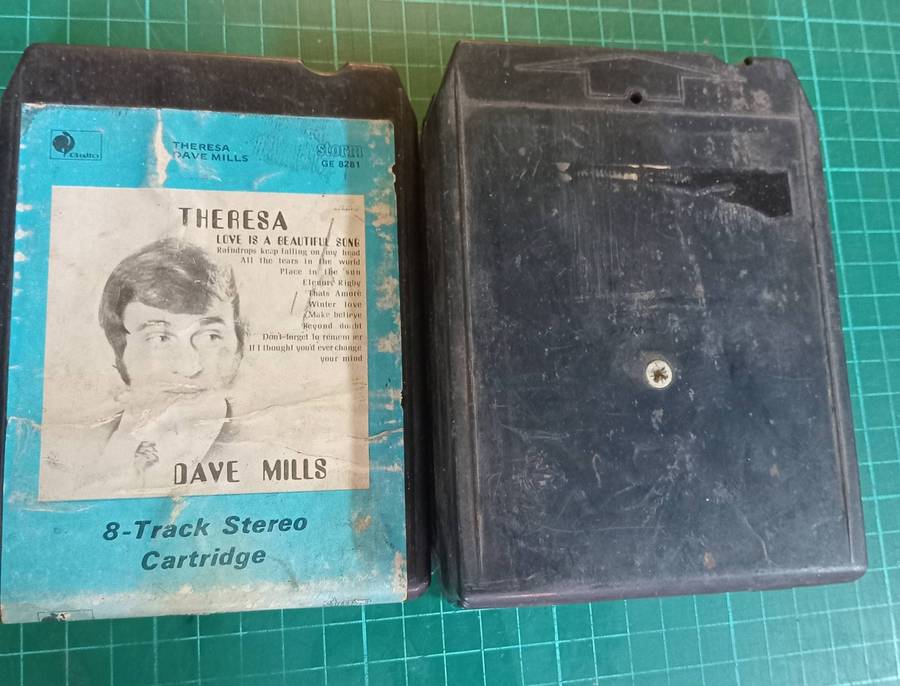 THERESA
DAVE MILLS
storm
GE 8281
THERESA
LOVE IS A BEAUTIFUL SONG
Raindrops keep falling on my head
All the tears in the world
Place in the sun
Elenors Rigby
Thats Amore
Winter love
Make believe
Beyond doubt
Don't forget to remember
If I thought you'd ever change
your mind
DAVE MILLS
8-Track Stereo
Cartridge